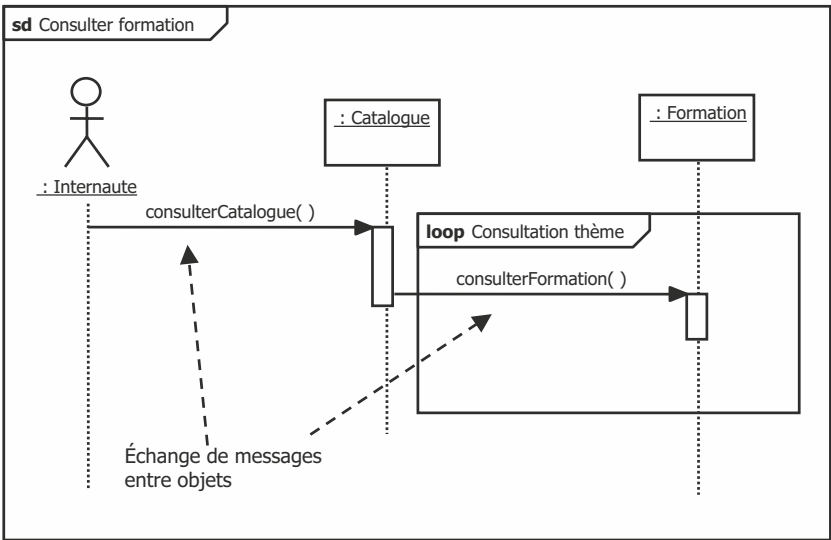 sd Consulter formation
: Catalogue
: Formation
: Internaute
consulterCatalogue( )
loop Consultation thème
consulterFormation( )
Échange de messages
entre objets